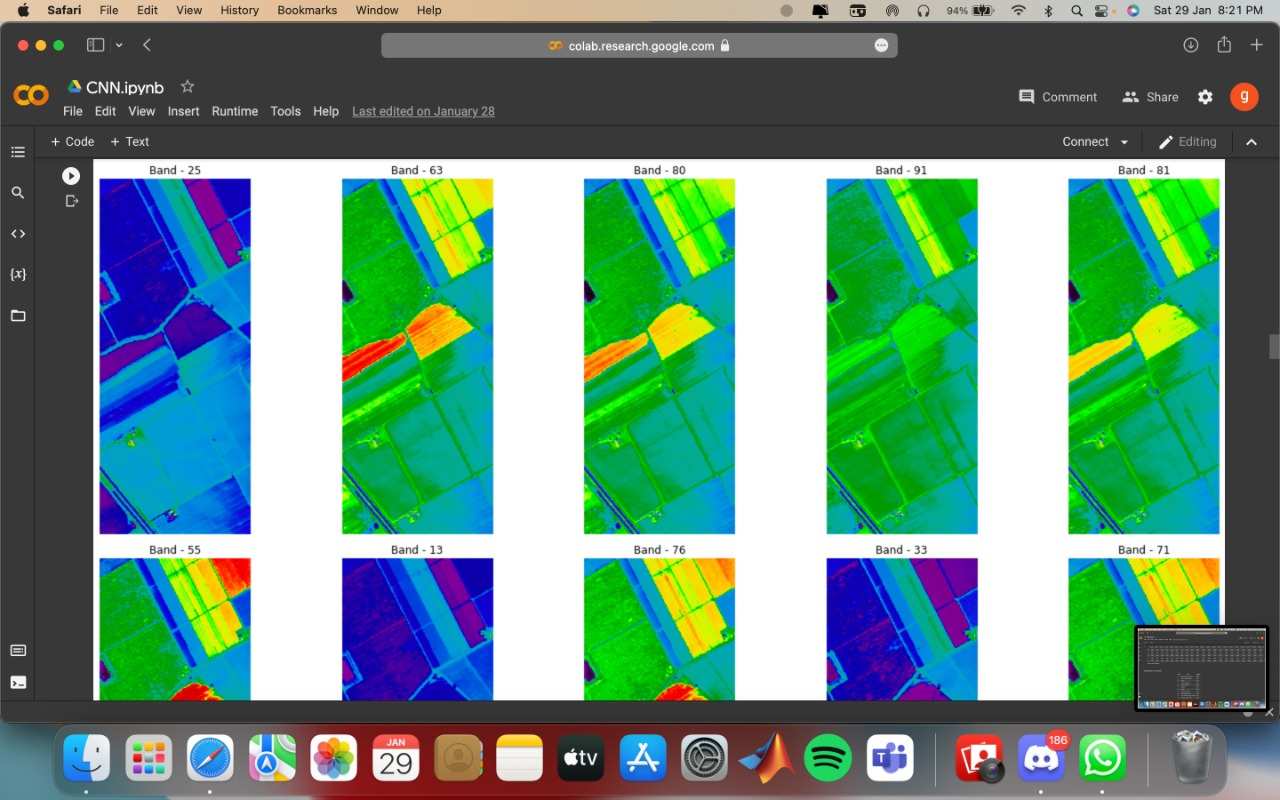 Safari File Edit View History Bookmarks Window Help 94% Sat 29 Jan 8:21 PM
colab.research.google.com
CNN.ipynb
File Edit View Insert Runtime Tools Help Last edited on January 28
Comment Share g
+ Code + Text Connect Editing
{x}
Band - 25 Band - 63 Band - 80 Band - 91 Band - 81
Band - 55 Band - 13 Band - 76 Band - 33 Band - 71
JAN
29
tv
186